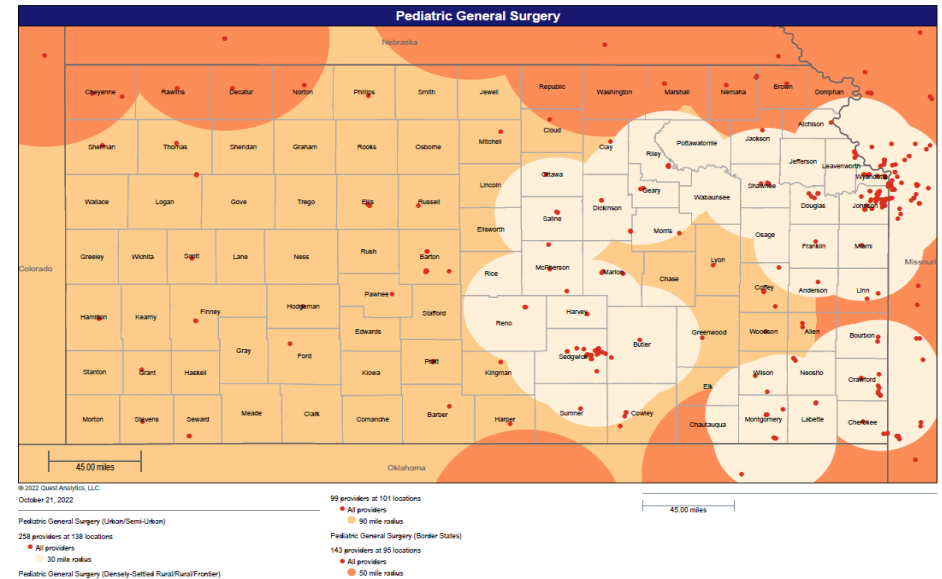 Pediatric General Surgery
Nebraska
Cheyenne Rawlins Decatur Norton Phillips Smith Jewell Republic Washington Marshall Nemaha Brown Doniphan
Atchison
Sherman Thomas Sheridan Graham Rooks Osborne Mitchell Cloud Clay Riley Pottawatomie Jackson
Jefferson Leavenworth
Wyandotte
Wallace Logan Gove Trego Ellis Russell Lincoln Ottawa Saline Dickinson Geary Wabaunsee Shawnee Douglas Johnson
Ellsworth Morris Osage
Colorado Greeley Wichita Scott Lane Ness Rush Barton Rice McPherson Marion Chase Lyon Franklin Miami Missouri
Hamilton Kearny Finney Hodgeman Pawnee Stafford Reno Harvey Coffey Anderson Linn
Gray Ford Edwards Sedgwick Butler Greenwood Woodson Allen Bourbon
Stanton Grant Haskell Kiowa Pratt Kingman Elk Wilson Neosho Crawford
Morton Stevens Seward Meade Clark Comanche Barber Harper Sumner Cowley Chautauqua Montgomery Labette Cherokee
45.00 miles
Oklahoma
© 2022 Quest Analytics, LLC.
October 21, 2022
Pediatric General Surgery (Urban/Semi-Urban)
258 providers at 138 locations
All providers
30 mile radius
Pediatric General Surgery (Densely-Settled Rural/Rural/Frontier)
99 providers at 101 locations
All providers
90 mile radius
Pediatric General Surgery (Border States)
143 providers at 95 locations
All providers
50 mile radius
45.00 miles